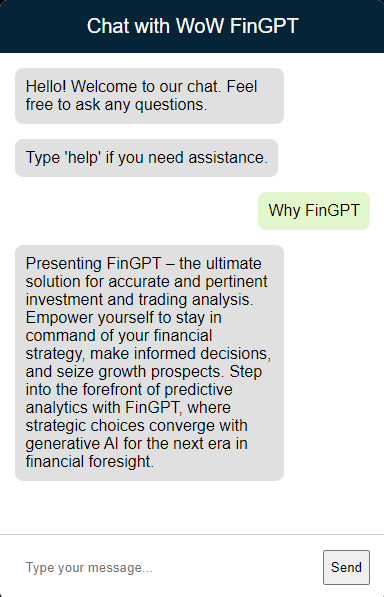 Chat with WoW FinGPT
Hello! Welcome to our chat. Feel
free to ask any questions.
Type 'help' if you need assistance.
Why FinGPT
Presenting FinGPT – the ultimate
solution for accurate and pertinent
investment and trading analysis.
Empower yourself to stay in
command of your financial
strategy, make informed decisions,
and seize growth prospects. Step
into the forefront of predictive
analytics with FinGPT, where
strategic choices converge with
generative AI for the next era in
financial foresight.
Type your message...
Send